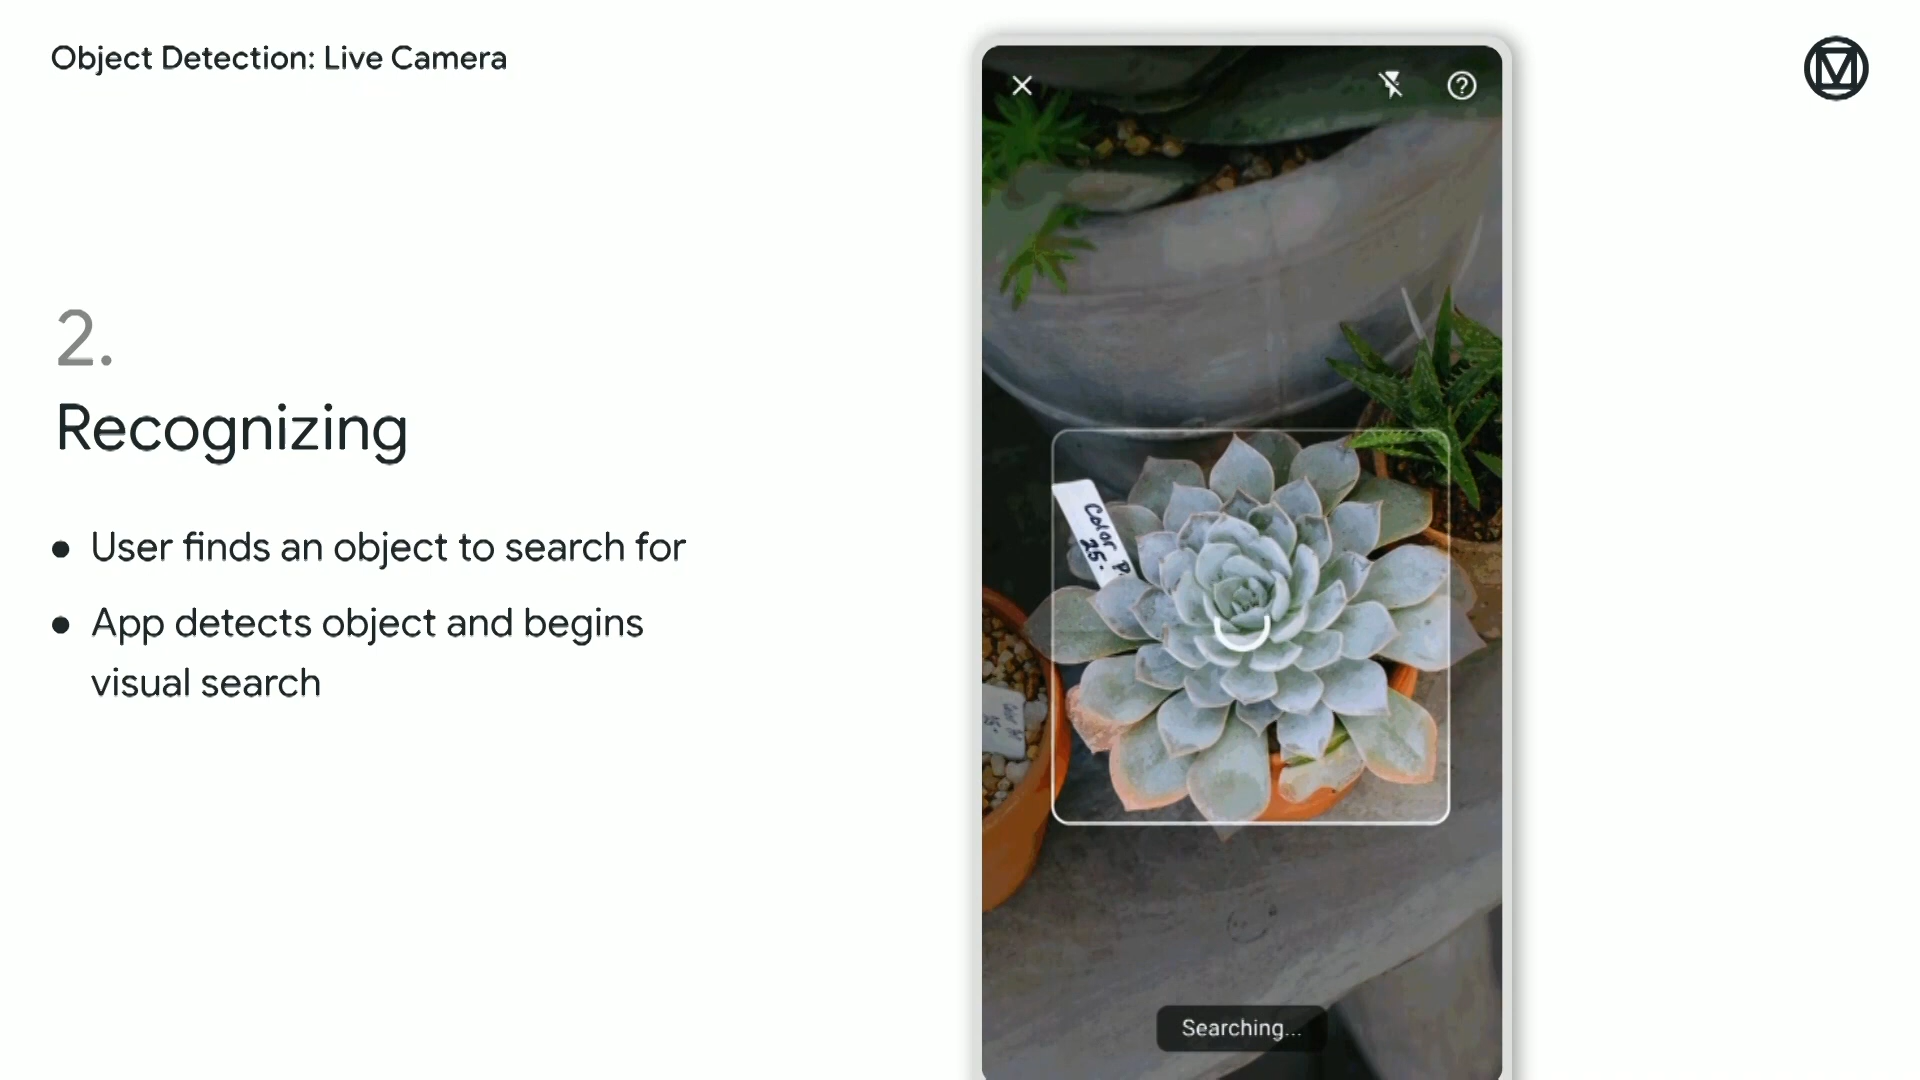 Object Detection: Live Camera
2.
Recognizing
● User finds an object to search for
● App detects object and begins
visual search
Color P.
25-
Searching...